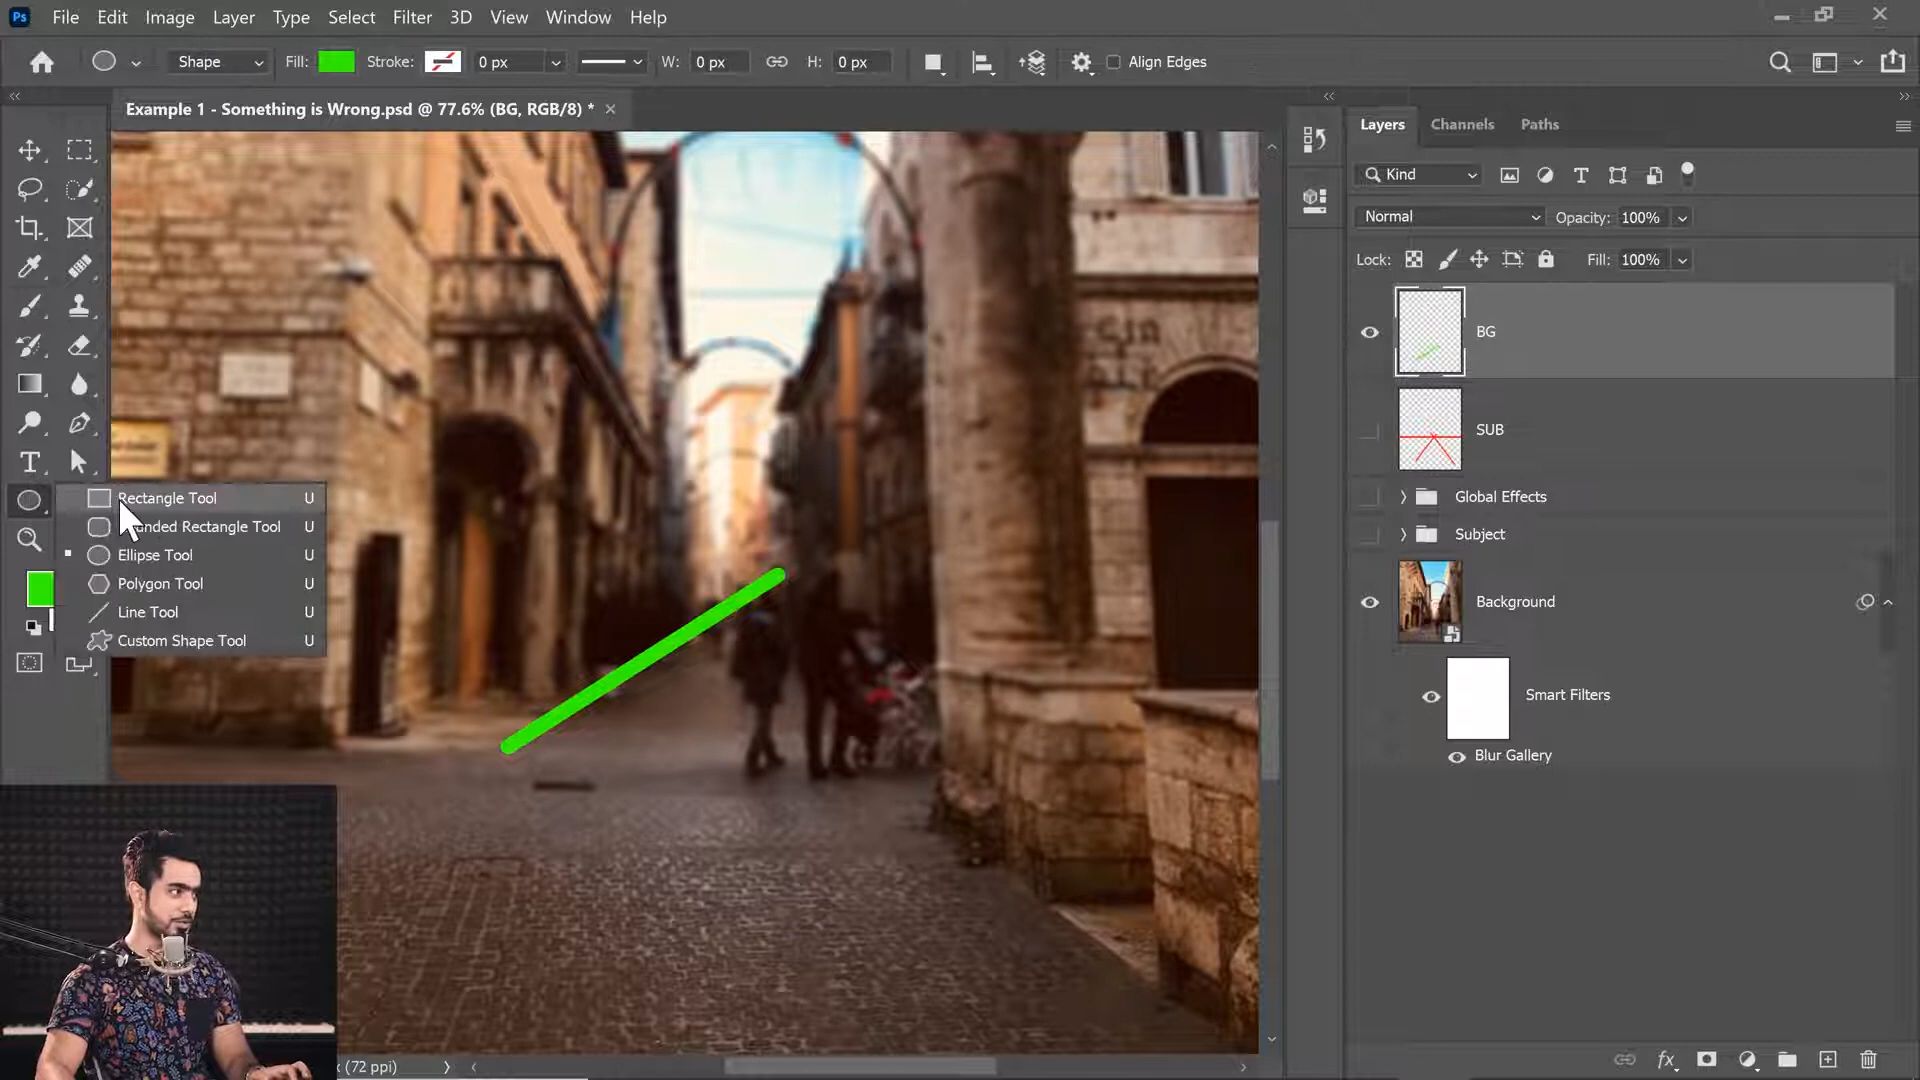 Ps File Edit Image Layer Type Select Filter 3D View Window Help
Shape Fill: Stroke: 0 px W: 0 px H: 0 px Align Edges
Example 1 - Something is Wrong.psd @ 77.6% (BG, RGB/8) *
Layers Channels Paths
Kind
Normal Opacity: 100%
Lock: Fill: 100%
BG
SUB
Global Effects
Subject
Background
Smart Filters
Blur Gallery
Rectangle Tool U
Rectangle Tool U
Ellipse Tool U
Polygon Tool U
Line Tool U
Custom Shape Tool U
(72 ppi)